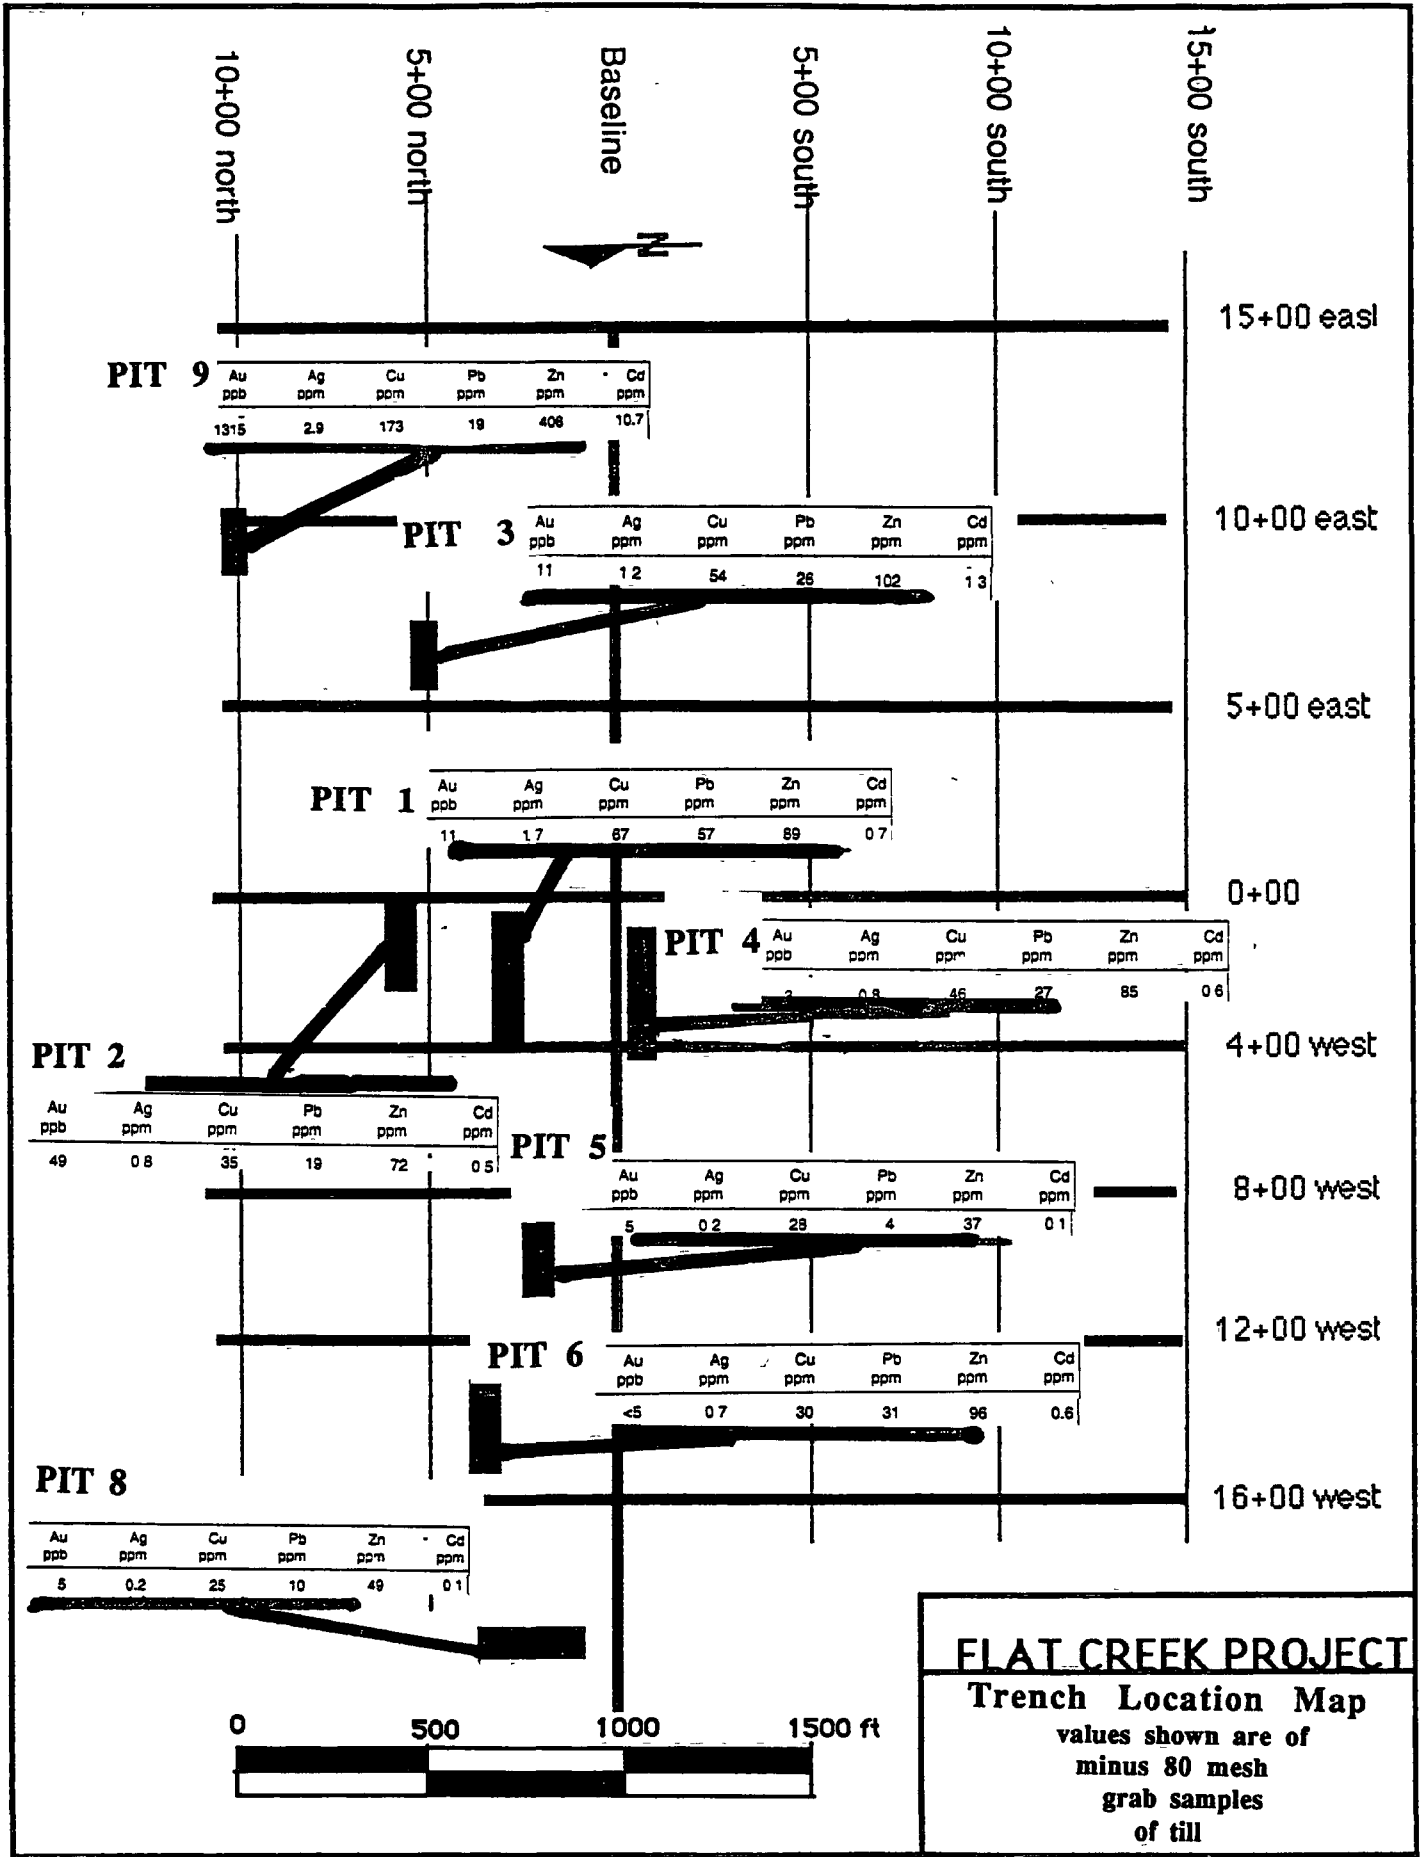 10+00 north
5+00 north
Baseline
5+00 south
10+00 south
15+00 south
N
15+00 east
PIT 9
Au Ag Cu Pb Zn Cd
ppb ppm ppm ppm ppm ppm
1315 2.9 173 19 406 10.7
10+00 east
PIT 3
Au Ag Cu Pb Zn Cd
ppb ppm ppm ppm ppm ppm
11 1 2 54 26 102 1 3
5+00 east
PIT 1
Au Ag Cu Pb Zn Cd
ppb ppm ppm ppm ppm ppm
11 1.7 67 57 89 0 7
0+00
PIT 4
Au Ag Cu Pb Zn Cd
ppb ppm ppm ppm ppm ppm
0.8 46 27 85 0 6
4+00 west
PIT 2
Au Ag Cu Pb Zn Cd
ppb ppm ppm ppm ppm ppm
49 0 8 35 19 72 0 5
PIT 5
Au Ag Cu Pb Zn Cd
ppb ppm ppm ppm ppm ppm
5 0 2 28 4 37 0 1
8+00 west
12+00 west
PIT 6
Au Ag Cu Pb Zn Cd
ppb ppm ppm ppm ppm ppm
<5 0 7 30 31 96 0.6
PIT 8
16+00 west
Au Ag Cu Pb Zn Cd
ppb ppm ppm ppm ppm ppm
5 0.2 25 10 49 0 1
0 500 1000 1500 ft
FLAT CREEK PROJECT
Trench Location Map
values shown are of
minus 80 mesh
grab samples
of till